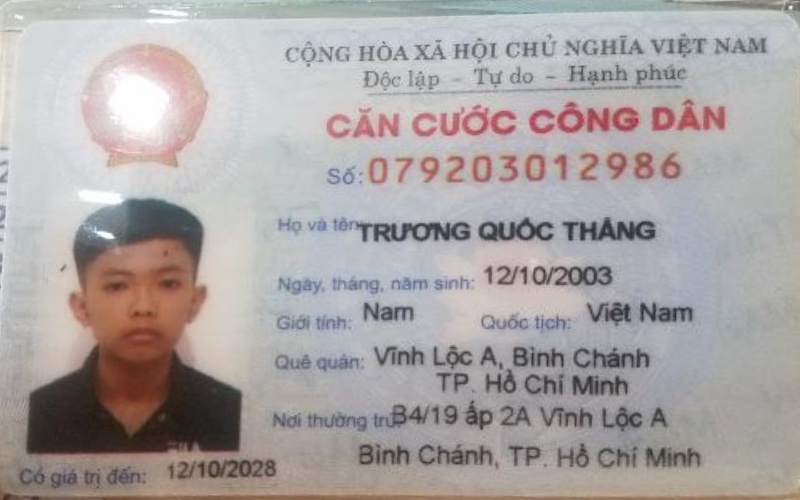 CỘNG HÒA XÃ HỘI CHỦ NGHĨA VIỆT NAM
Độc lập - Tự do - Hạnh phúc
CĂN CƯỚC CÔNG DÂN
Số: 079203012986
Họ và tên: TRƯƠNG QUỐC THẮNG
Ngày, tháng, năm sinh: 12/10/2003
Giới tính: Nam Quốc tịch: Việt Nam
Quê quán: Vĩnh Lộc A, Bình Chánh
TP. Hồ Chí Minh
Nơi thường trú: B4/19 ấp 2A Vĩnh Lộc A
Bình Chánh, TP. Hồ Chí Minh
Có giá trị đến: 12/10/2028